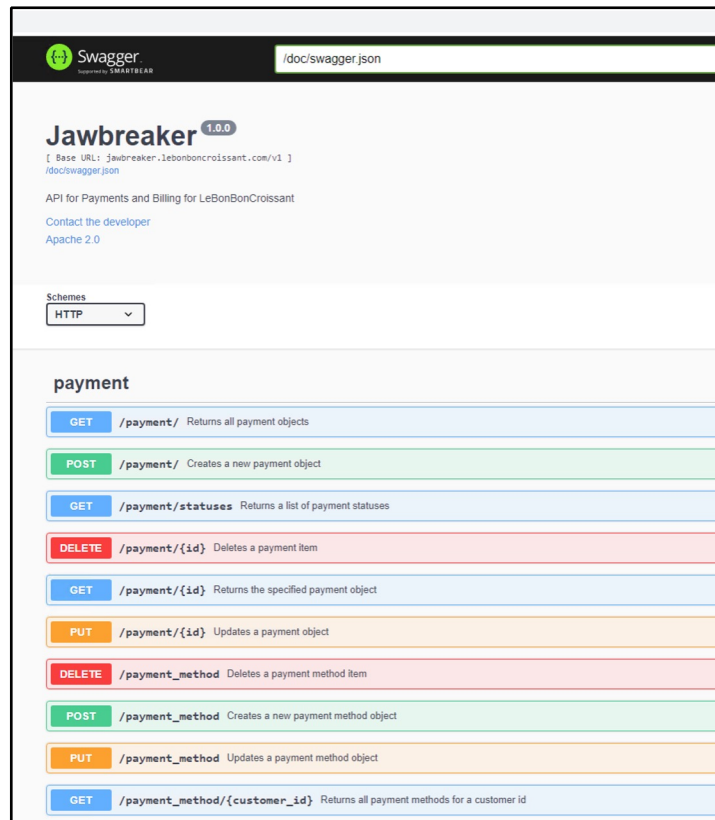 Swagger.
Supported by SMARTBEAR
/doc/swagger.json
Jawbreaker 1.0.0
[ Base URL: jawbreaker.lebonboncroissant.com/v1 ]
/doc/swagger.json
API for Payments and Billing for LeBonBonCroissant
Contact the developer
Apache 2.0
Schemes
HTTP
payment
GET /payment/ Returns all payment objects
POST /payment/ Creates a new payment object
GET /payment/statuses Returns a list of payment statuses
DELETE /payment/{id} Deletes a payment item
GET /payment/{id} Returns the specified payment object
PUT /payment/{id} Updates a payment object
DELETE /payment_method Deletes a payment method item
POST /payment_method Creates a new payment method object
PUT /payment_method Updates a payment method object
GET /payment_method/{customer_id} Returns all payment methods for a customer id